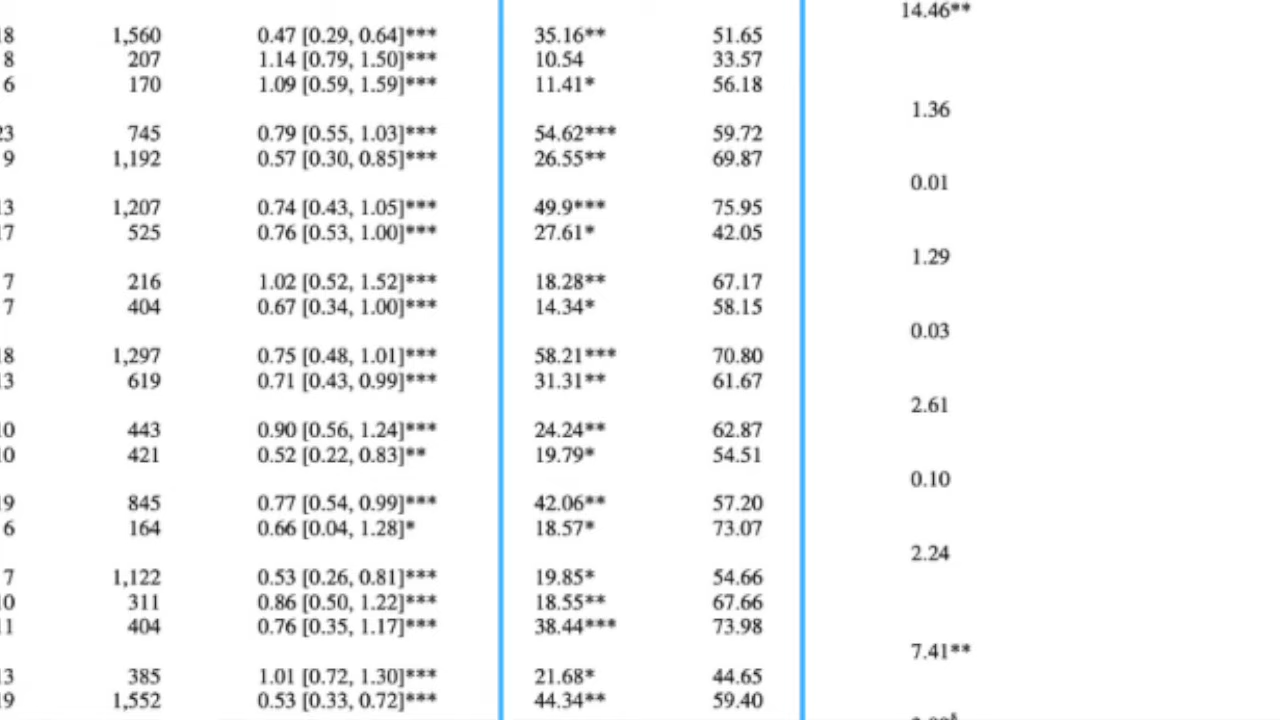 14.46**
8 1,560 0.47 [0.29, 0.64]*** 35.16** 51.65
8 207 1.14 [0.79, 1.50]*** 10.54 33.57
6 170 1.09 [0.59, 1.59]*** 11.41* 56.18
1.36
23 745 0.79 [0.55, 1.03]*** 54.62*** 59.72
9 1,192 0.57 [0.30, 0.85]*** 26.55** 69.87
0.01
3 1,207 0.74 [0.43, 1.05]*** 49.9*** 75.95
7 525 0.76 [0.53, 1.00]*** 27.61* 42.05
1.29
7 216 1.02 [0.52, 1.52]*** 18.28** 67.17
7 404 0.67 [0.34, 1.00]*** 14.34* 58.15
0.03
8 1,297 0.75 [0.48, 1.01]*** 58.21*** 70.80
3 619 0.71 [0.43, 0.99]*** 31.31** 61.67
2.61
0 443 0.90 [0.56, 1.24]*** 24.24** 62.87
0 421 0.52 [0.22, 0.83]** 19.79* 54.51
0.10
9 845 0.77 [0.54, 0.99]*** 42.06** 57.20
6 164 0.66 [0.04, 1.28]* 18.57* 73.07
2.24
7 1,122 0.53 [0.26, 0.81]*** 19.85* 54.66
0 311 0.86 [0.50, 1.22]*** 18.55** 67.66
1 404 0.76 [0.35, 1.17]*** 38.44*** 73.98
7.41**
3 385 1.01 [0.72, 1.30]*** 21.68* 44.65
9 1,552 0.53 [0.33, 0.72]*** 44.34** 59.40